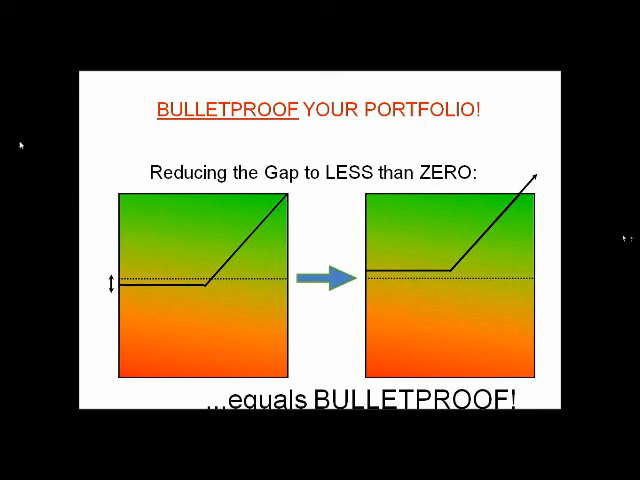 BULLETPROOF YOUR PORTFOLIO!
Reducing the Gap to LESS than ZERO:
...equals BULLETPROOF!